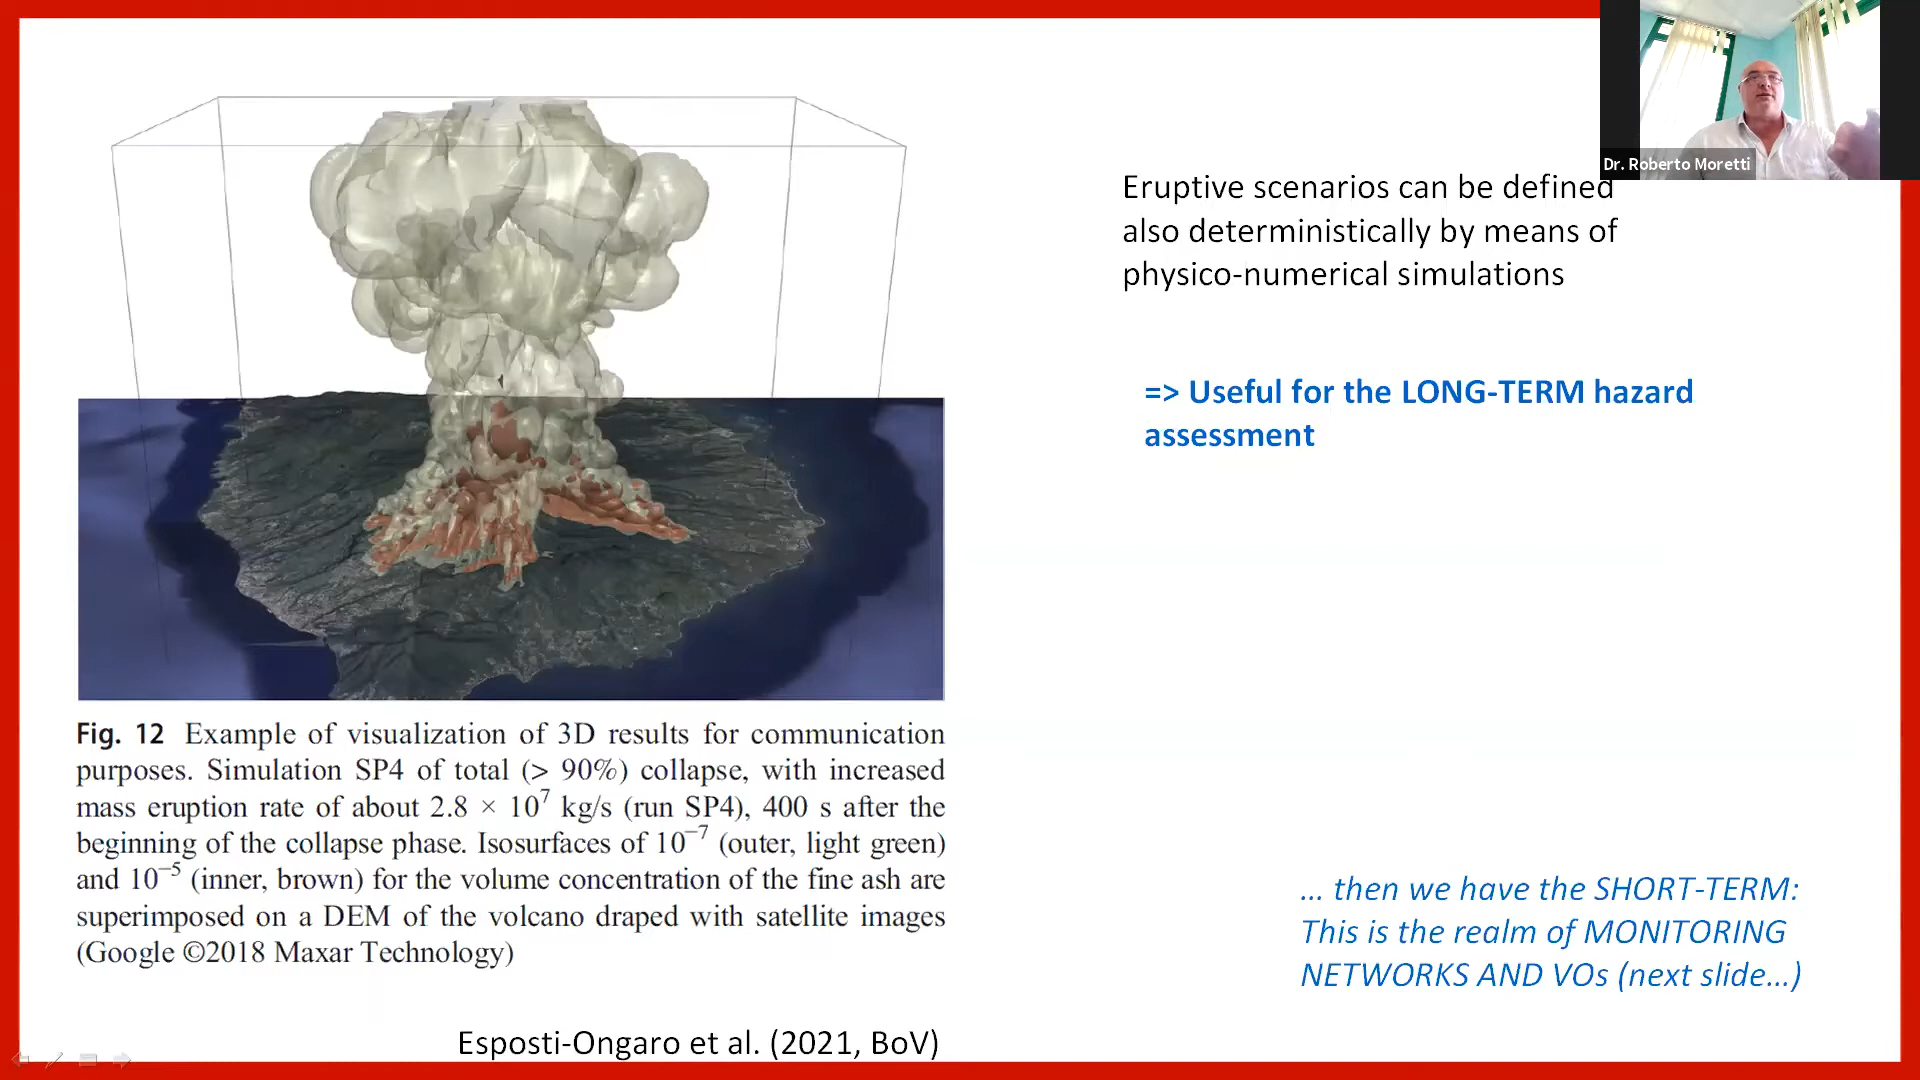 Dr. Roberto Moretti
Eruptive scenarios can be defined
also deterministically by means of
physico-numerical simulations
=> Useful for the LONG-TERM hazard
assessment
Fig. 12 Example of visualization of 3D results for communication
purposes. Simulation SP4 of total (> 90%) collapse, with increased
mass eruption rate of about 2.8 × 10⁷ kg/s (run SP4), 400 s after the
beginning of the collapse phase. Isosurfaces of 10⁻⁷ (outer, light green)
and 10⁻⁵ (inner, brown) for the volume concentration of the fine ash are
superimposed on a DEM of the volcano draped with satellite images
(Google ©2018 Maxar Technology)
... then we have the SHORT-TERM:
This is the realm of MONITORING
NETWORKS AND VOs (next slide...)
Esposti-Ongaro et al. (2021, BoV)